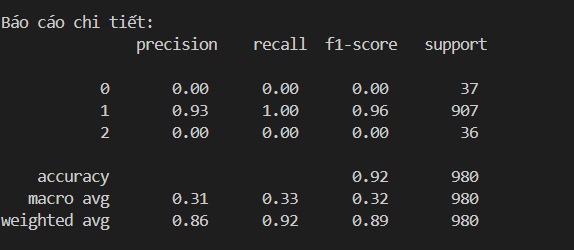 Báo cáo chi tiết:
precision recall f1-score support
0 0.00 0.00 0.00 37
1 0.93 1.00 0.96 907
2 0.00 0.00 0.00 36
accuracy 0.92 980
macro avg 0.31 0.33 0.32 980
weighted avg 0.86 0.92 0.89 980